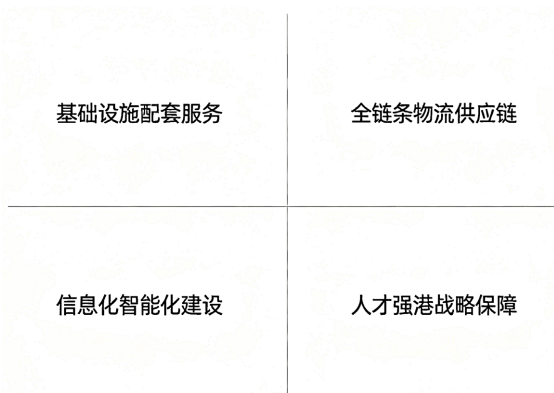 基础设施配套服务
全链条物流供应链
信息化智能化建设
人才强港战略保障